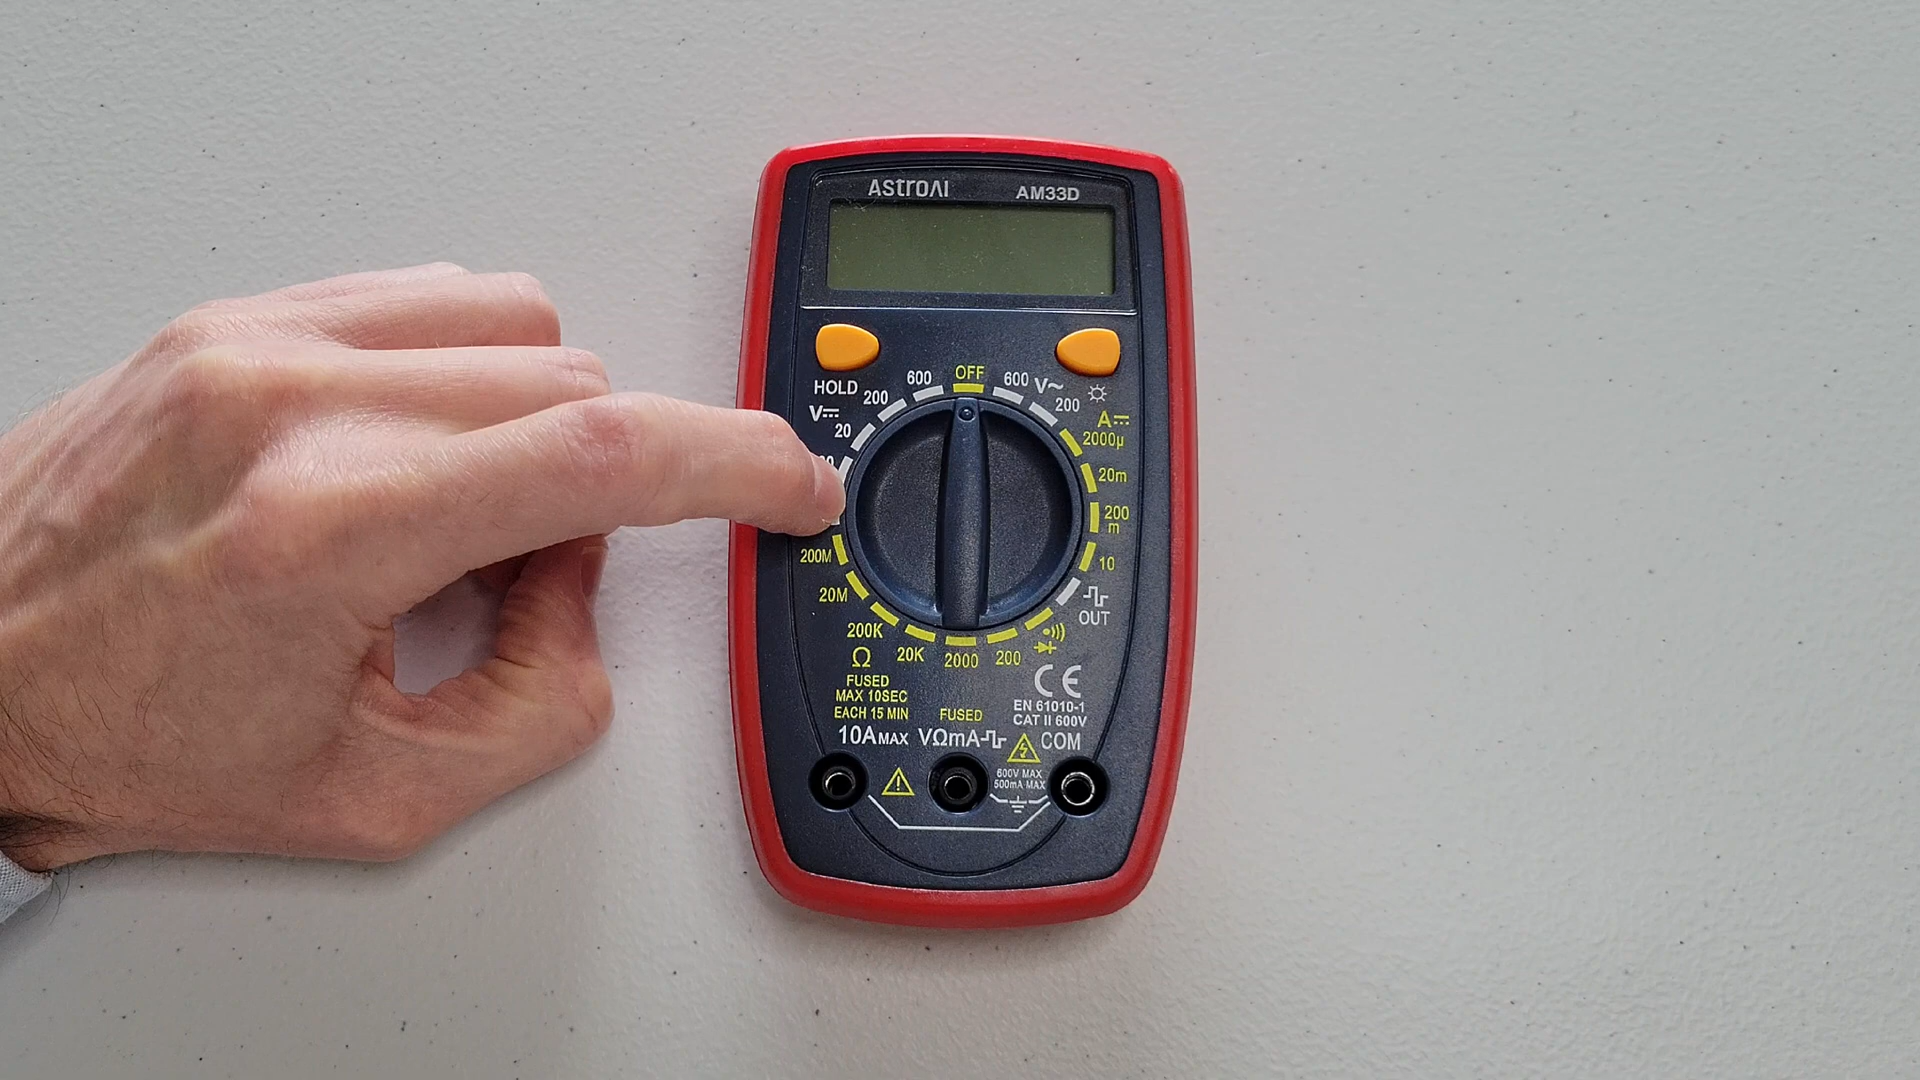 AstroAI AM33D
HOLD
OFF
600
200
V⎓
20
600 V~
200
A⎓
2000µ
20m
200
m
10
OUT
200
2000
20K
200K
20M
200M
Ω
FUSED
MAX 10SEC
EACH 15 MIN
FUSED
CE
EN 61010-1
CAT II 600V
10A MAX
VΩmA
COM
600V MAX
500mA MAX